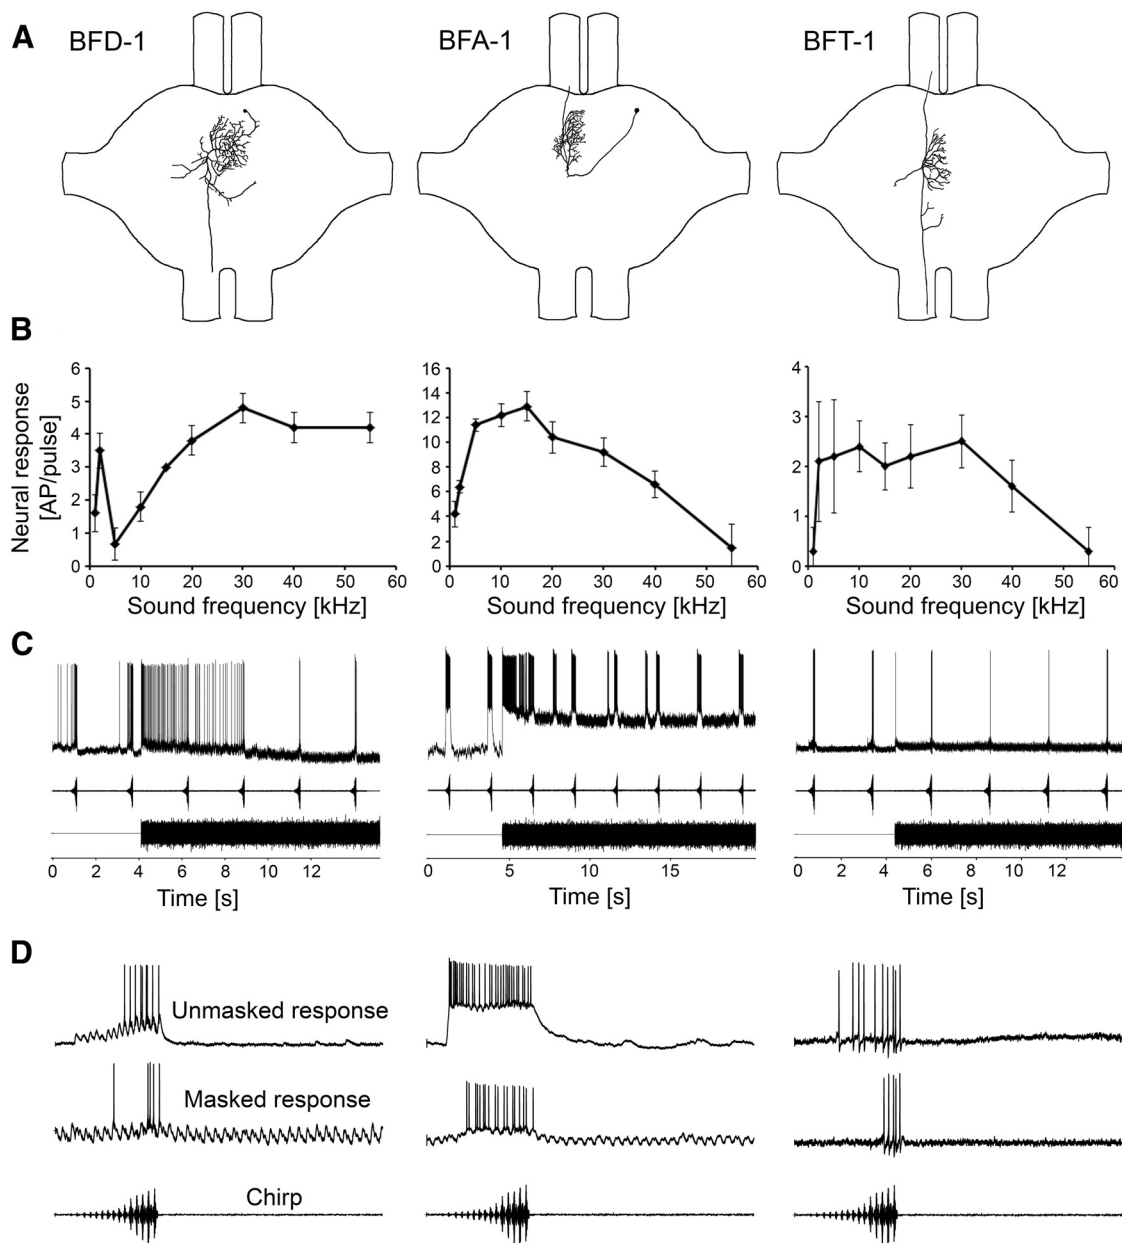 A
BFD-1
BFA-1
BFT-1
B
Neural response
[AP/pulse]
6
5
4
3
2
1
0
0 10 20 30 40 50 60
Sound frequency [kHz]
16
14
12
10
8
6
4
2
0
0 10 20 30 40 50 60
Sound frequency [kHz]
4
3
2
1
0
0 10 20 30 40 50 60
Sound frequency [kHz]
C
0 2 4 6 8 10 12
Time [s]
0 5 10 15
Time [s]
0 2 4 6 8 10 12
Time [s]
D
Unmasked response
Masked response
Chirp